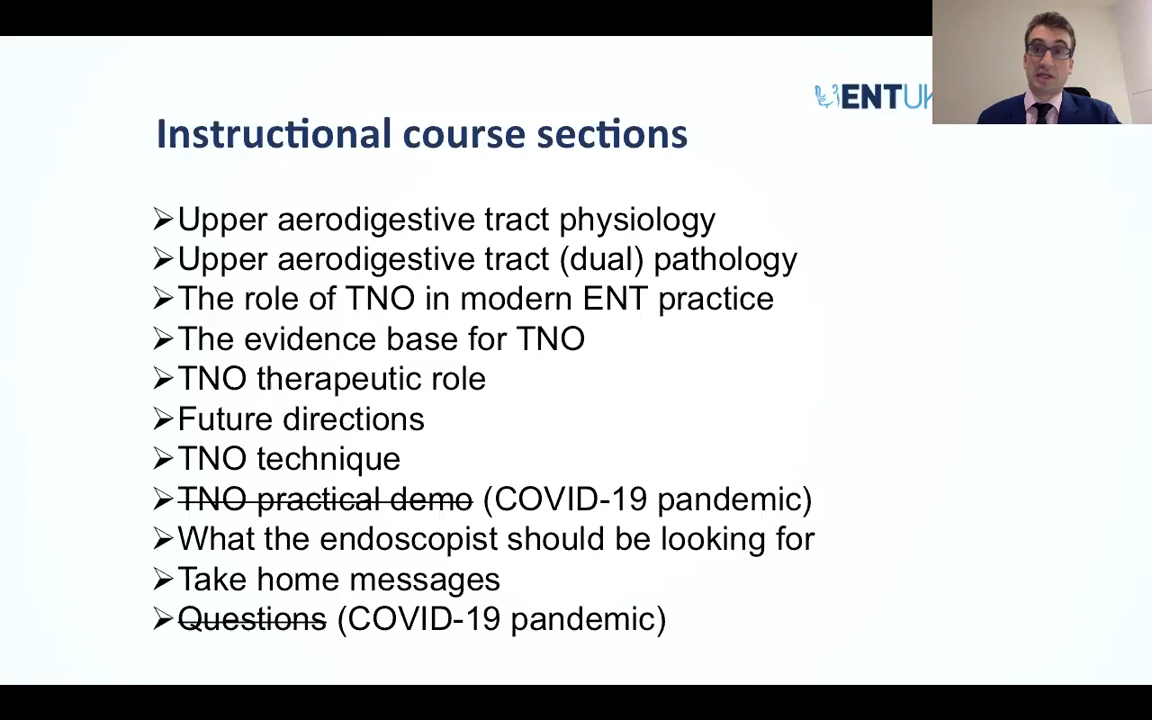 ENTUK
Instructional course sections
➢Upper aerodigestive tract physiology
➢Upper aerodigestive tract (dual) pathology
➢The role of TNO in modern ENT practice
➢The evidence base for TNO
➢TNO therapeutic role
➢Future directions
➢TNO technique
➢TNO practical demo (COVID-19 pandemic)
➢What the endoscopist should be looking for
➢Take home messages
➢Questions (COVID-19 pandemic)